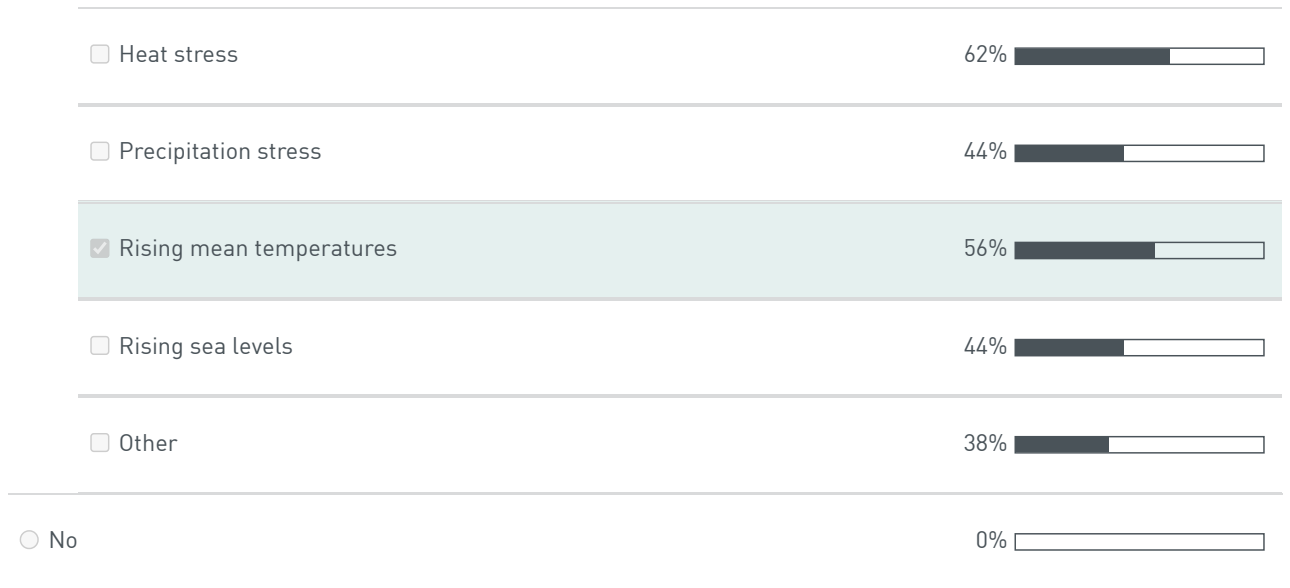 Heat stress 62%
Precipitation stress 44%
Rising mean temperatures 56%
Rising sea levels 44%
Other 38%
No 0%